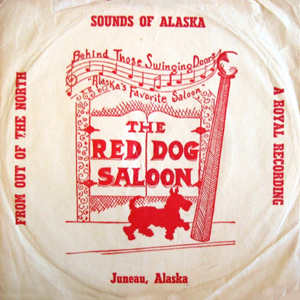 SOUNDS OF ALASKA
Behind Those Swinging Doors
"Alaska's Favorite Saloon"
THE
RED DOG
SALOON
Juneau, Alaska
FROM OUT OF THE NORTH
A ROYAL RECORDING